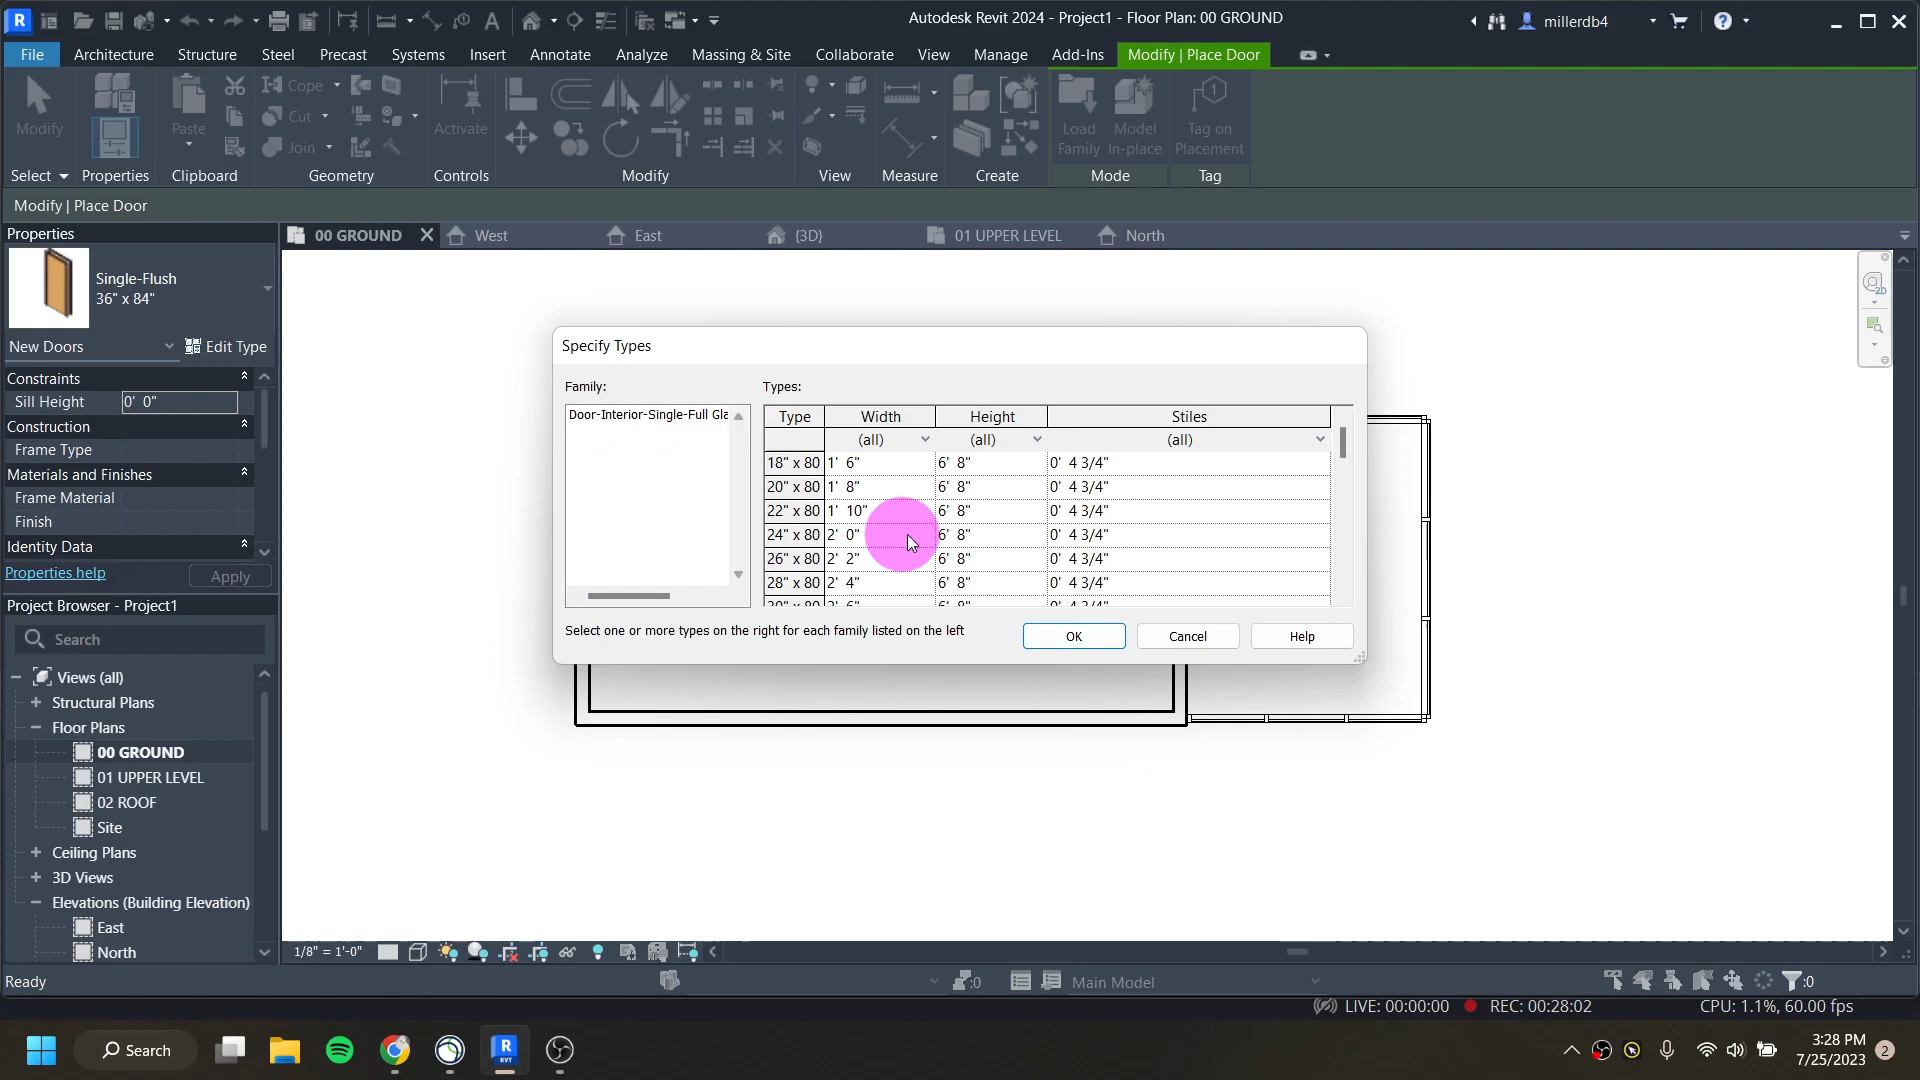 Autodesk Revit 2024 - Project1 - Floor Plan: 00 GROUND
millerdb4
File Architecture Structure Steel Precast Systems Insert Annotate Analyze Massing & Site Collaborate View Manage Add-Ins Modify | Place Door
Modify
Paste
Cope
Cut
Join
Activate
Load Family
Model In-place
Tag on Placement
Select Properties Clipboard Geometry Controls Modify View Measure Create Mode Tag
Modify | Place Door
Properties
00 GROUND West East {3D} 01 UPPER LEVEL North
Single-Flush
36" x 84"
New Doors Edit Type
Constraints
Sill Height 0' 0"
Construction
Frame Type
Materials and Finishes
Frame Material
Finish
Identity Data
Properties help Apply
Project Browser - Project1
Search
Views (all)
Structural Plans
Floor Plans
00 GROUND
01 UPPER LEVEL
02 ROOF
Site
Ceiling Plans
3D Views
Elevations (Building Elevation)
East
North
Specify Types
Family: Types:
Door-Interior-Single-Full Gla
Type Width Height Stiles
(all) (all) (all)
18" x 80 1' 6" 6' 8" 0' 4 3/4"
20" x 80 1' 8" 6' 8" 0' 4 3/4"
22" x 80 1' 10" 6' 8" 0' 4 3/4"
24" x 80 2' 0" 6' 8" 0' 4 3/4"
26" x 80 2' 2" 6' 8" 0' 4 3/4"
28" x 80 2' 4" 6' 8" 0' 4 3/4"
30" x 80 2' 6" 6' 8" 0' 4 3/4"
Select one or more types on the right for each family listed on the left
OK Cancel Help
1/8" = 1'-0"
Ready :0 Main Model :0
LIVE: 00:00:00 REC: 00:28:02 CPU: 1.1%, 60.00 fps
Search
3:28 PM
7/25/2023
2